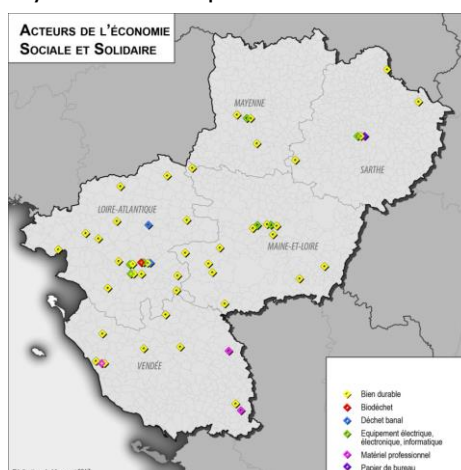 ACTEURS DE L'ÉCONOMIE
SOCIALE ET SOLIDAIRE
MAYENNE
SARTHE
LOIRE-ATLANTIQUE
MAINE-ET-LOIRE
VENDÉE
Bien durable
Biodéchet
Déchet banal
Equipement électrique,
électronique, informatique
Matériel professionnel
Papier de bureau